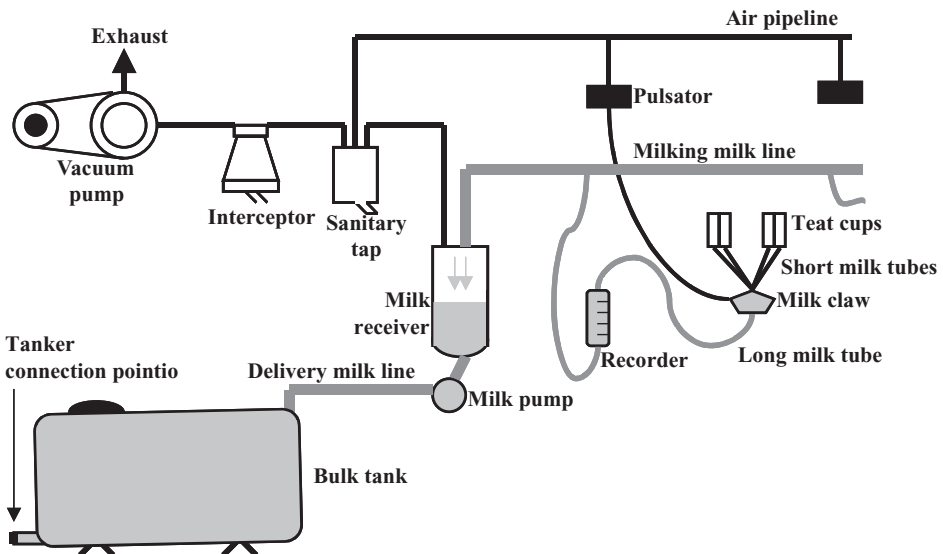 Air pipeline
Exhaust
Pulsator
Vacuum
pump
Milking milk line
Interceptor
Sanitary
tap
Teat cups
Short milk tubes
Milk claw
Milk
receiver
Tanker
connection pointio
Delivery milk line
Recorder
Long milk tube
Milk pump
Bulk tank